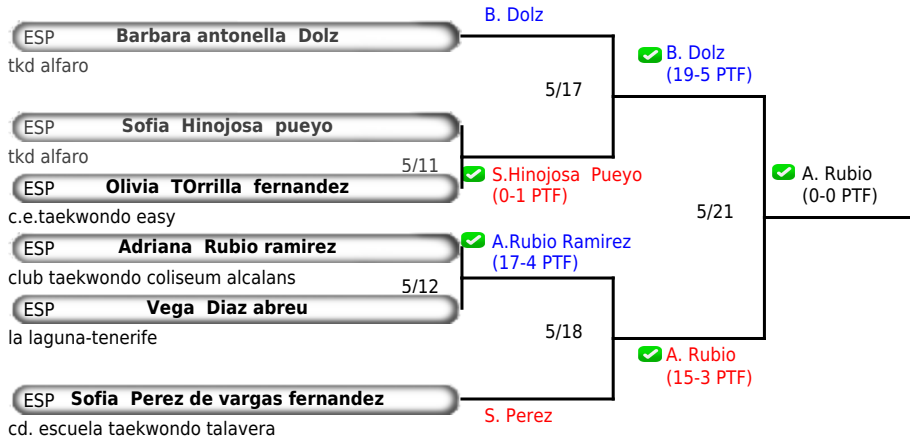 B. Dolz
ESP Barbara antonella Dolz
tkd alfaro
B. Dolz
(19-5 PTF)
5/17
ESP Sofia Hinojosa pueyo
tkd alfaro
5/11
S.Hinojosa Pueyo
(0-1 PTF)
ESP Olivia TOrrilla fernandez
c.e.taekwondo easy
A. Rubio
(0-0 PTF)
5/21
ESP Adriana Rubio ramirez
club taekwondo coliseum alcalans
A.Rubio Ramirez
(17-4 PTF)
5/12
ESP Vega Diaz abreu
la laguna-tenerife
5/18
A. Rubio
(15-3 PTF)
ESP Sofia Perez de vargas fernandez
cd. escuela taekwondo talavera
S. Perez